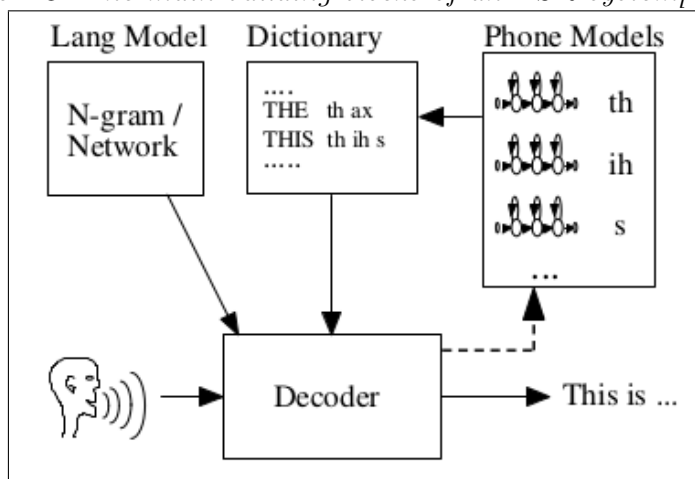 Lang Model
Dictionary
Phone Models
N-gram /
Network
....
THE th ax
THIS th ih s
.....
th
ih
s
...
Decoder
This is ...